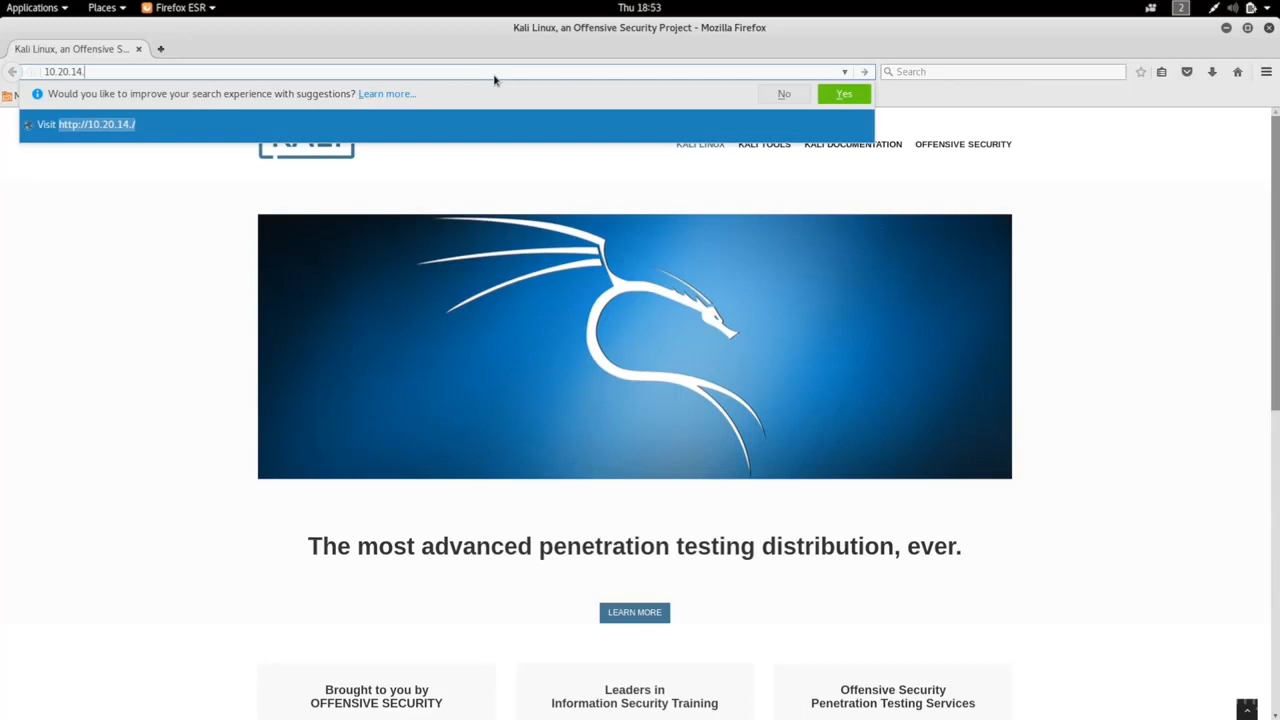 Applications Places Firefox ESR Thu 18:53 2
Kali Linux, an Offensive Security Project - Mozilla Firefox
Kali Linux, an Offensive S...
10.20.14. Search
Would you like to improve your search experience with suggestions? Learn more... No Yes
Visit http://10.20.14./
KALI
KALI LINUX KALI TOOLS KALI DOCUMENTATION OFFENSIVE SECURITY
The most advanced penetration testing distribution, ever.
LEARN MORE
Brought to you by
OFFENSIVE SECURITY
Leaders in
Information Security Training
Offensive Security
Penetration Testing Services